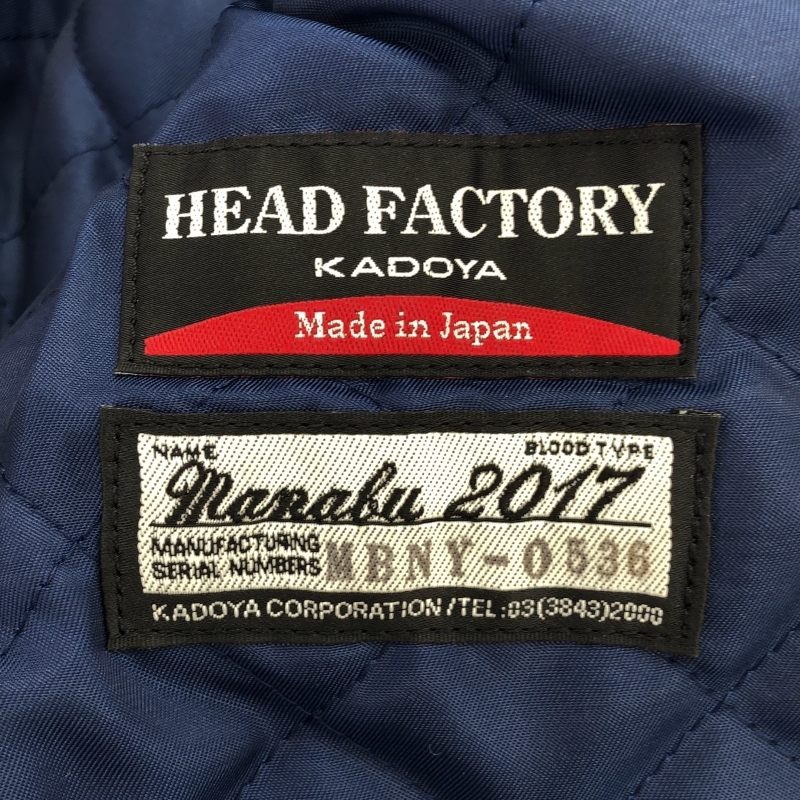 HEAD FACTORY
KADOYA
Made in Japan
NAME BLOOD TYPE
Manabu 2017
MANUFACTURING
SERIAL NUMBERS MBNY-0536
KADOYA CORPORATION/TEL:03(3843)2000